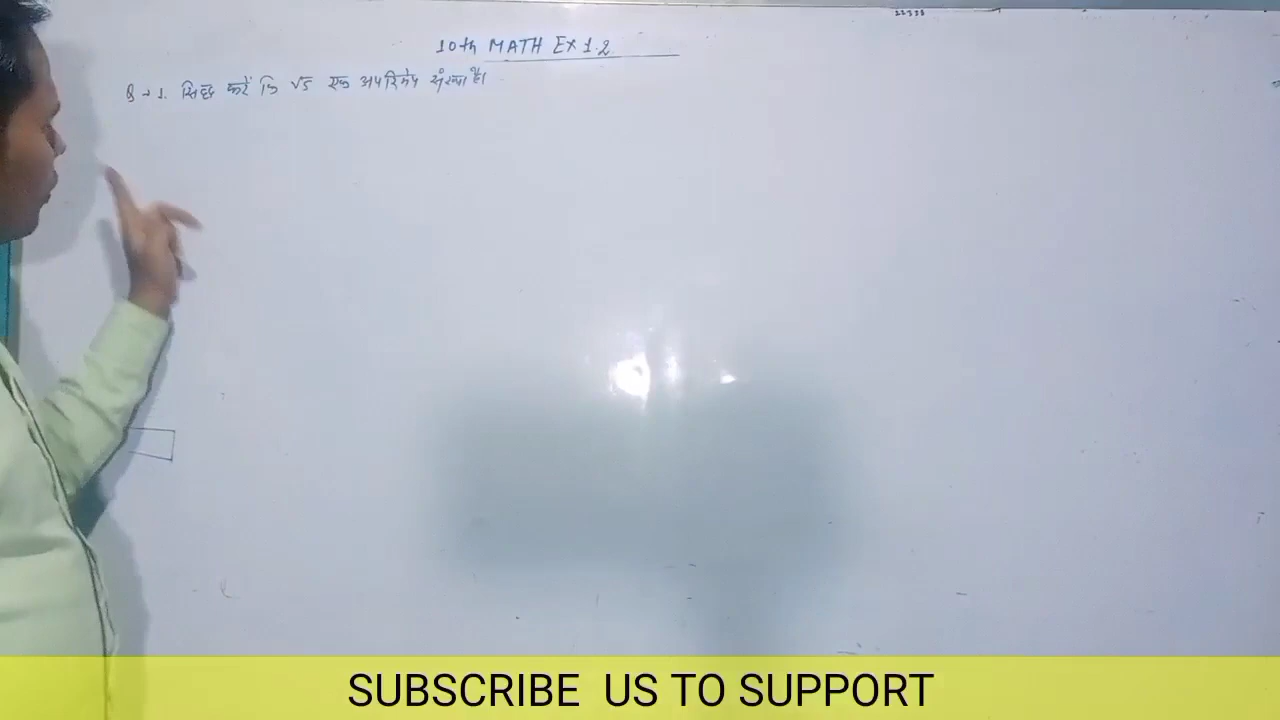 10th MATH EX 1.2
Q → 1. सिद्ध करें कि √5 एक अपरिमेय संख्या है।
SUBSCRIBE US TO SUPPORT